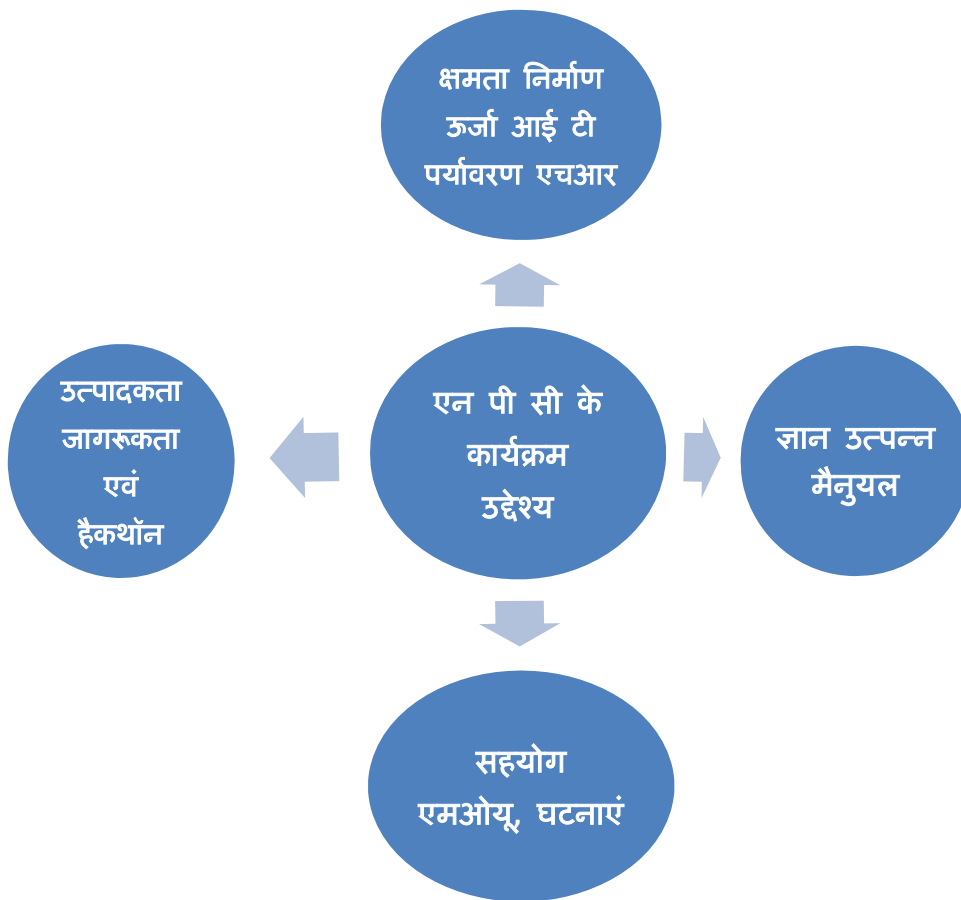 क्षमता निर्माण
ऊर्जा आई टी
पर्यावरण एचआर
उत्पादकता
जागरूकता
एवं
हैकथॉन
एन पी सी के
कार्यक्रम
उद्देश्य
ज्ञान उत्पन्न
मैनुयल
सहयोग
एमओयू, घटनाएं